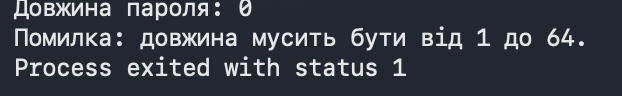 Довжина пароля: 0
Помилка: довжина мусить бути від 1 до 64.
Process exited with status 1